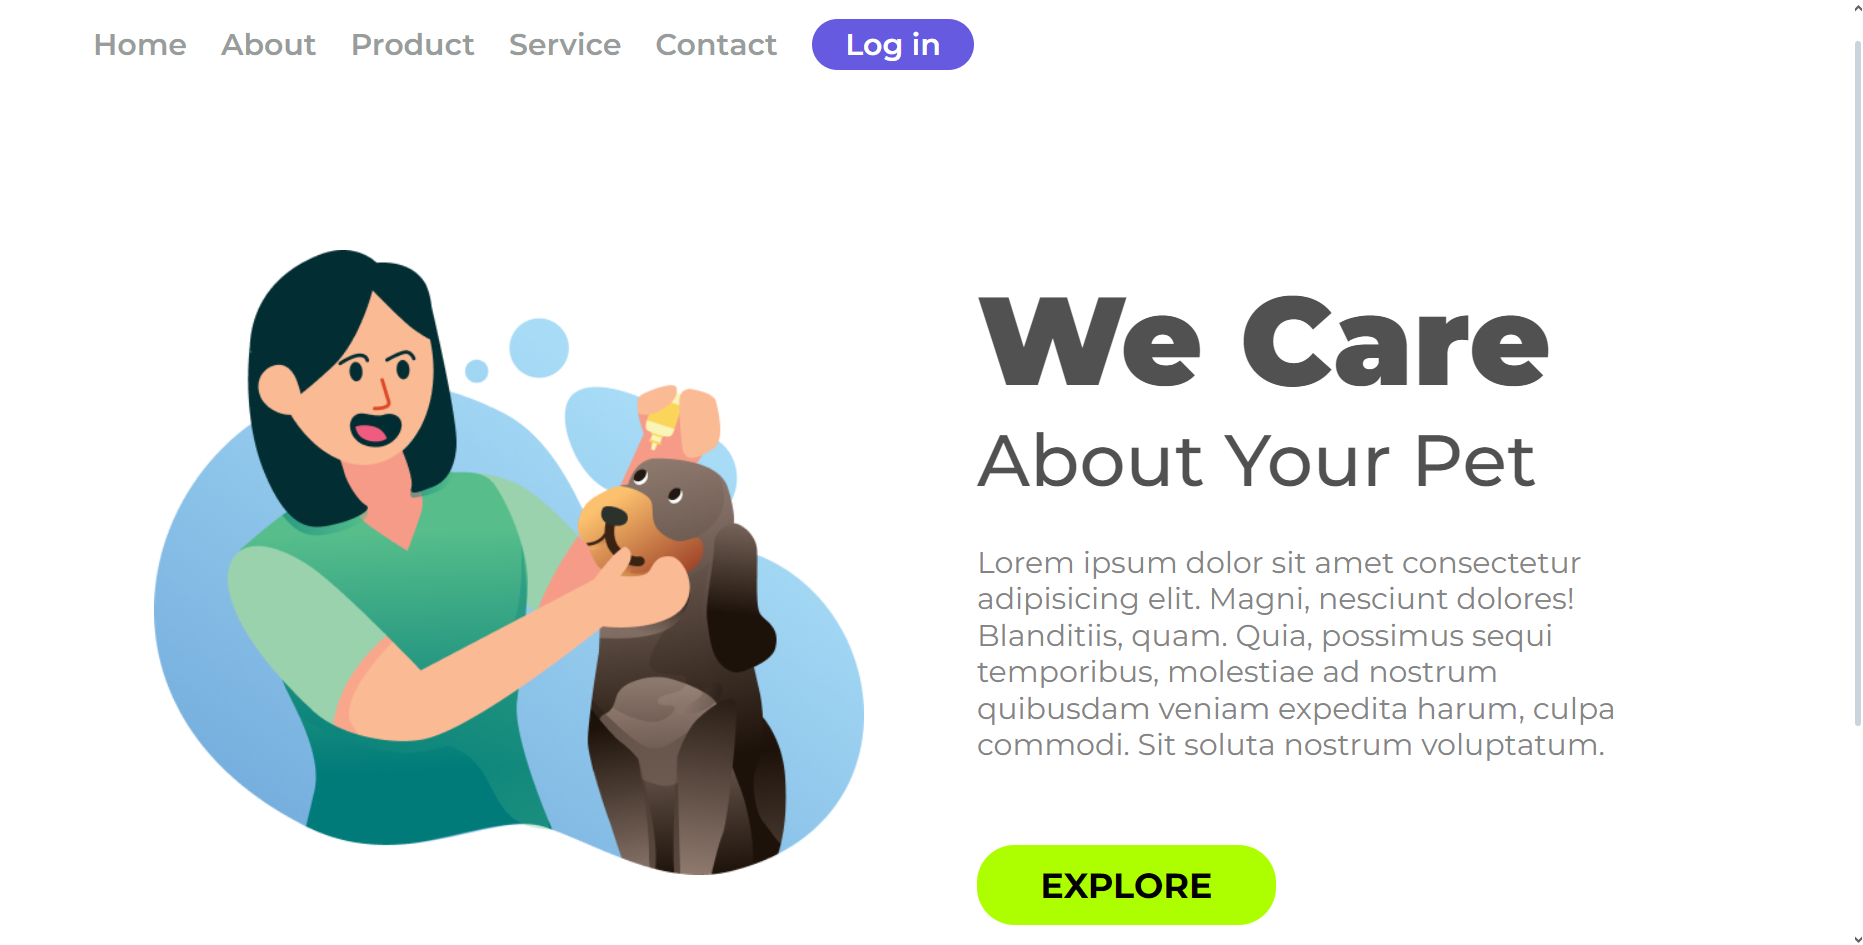 Home About Product Service Contact Log in
We Care
About Your Pet
Lorem ipsum dolor sit amet consectetur
adipisicing elit. Magni, nesciunt dolores!
Blanditiis, quam. Quia, possimus sequi
temporibus, molestiae ad nostrum
quibusdam veniam expedita harum, culpa
commodi. Sit soluta nostrum voluptatum.
EXPLORE